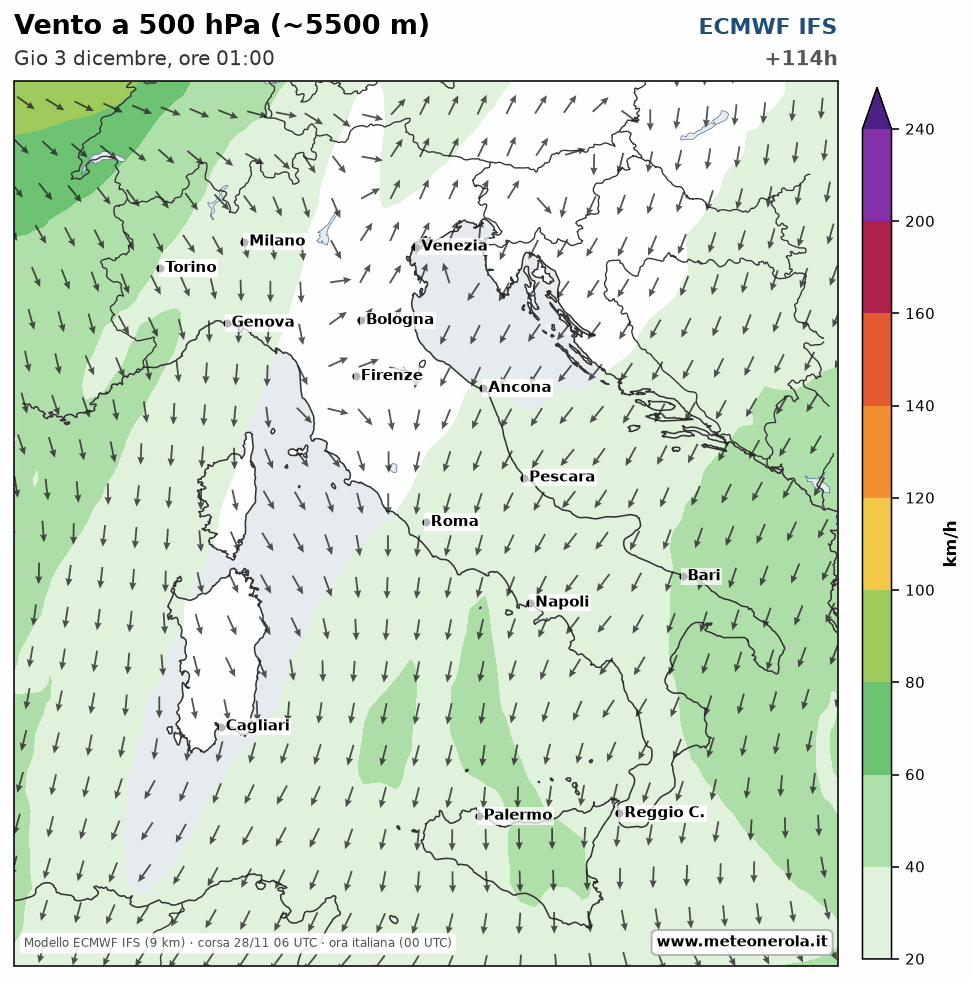 Vento a 500 hPa (~5500 m)
ECMWF IFS
Gio 3 dicembre, ore 01:00
+114h
240
200
160
140
120
100
80
60
40
20
km/h
Milano
Venezia
Torino
Genova
Bologna
Firenze
Ancona
Pescara
Roma
Bari
Napoli
Cagliari
Palermo
Reggio C.
Modello ECMWF IFS (9 km) · corsa 28/11 06 UTC · ora italiana (00 UTC)
www.meteonerola.it